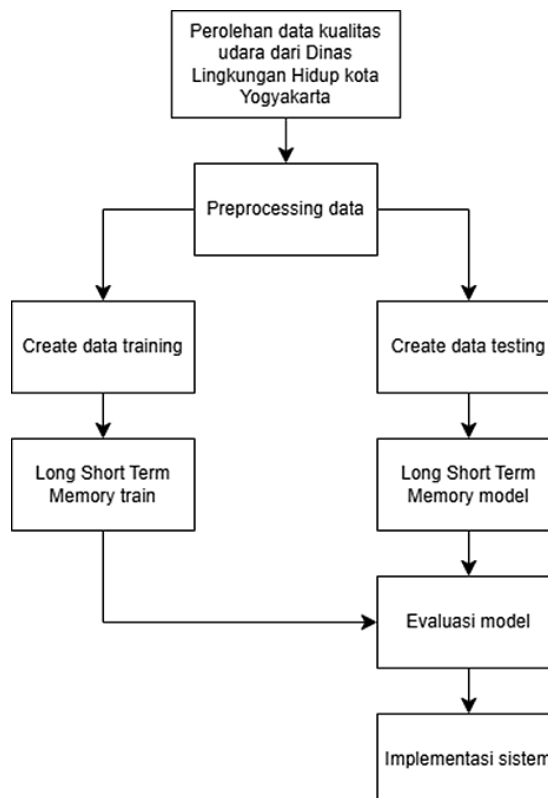 Perolehan data kualitas
udara dari Dinas
Lingkungan Hidup kota
Yogyakarta
Preprocessing data
Create data training
Create data testing
Long Short Term
Memory train
Long Short Term
Memory model
Evaluasi model
Implementasi sistem